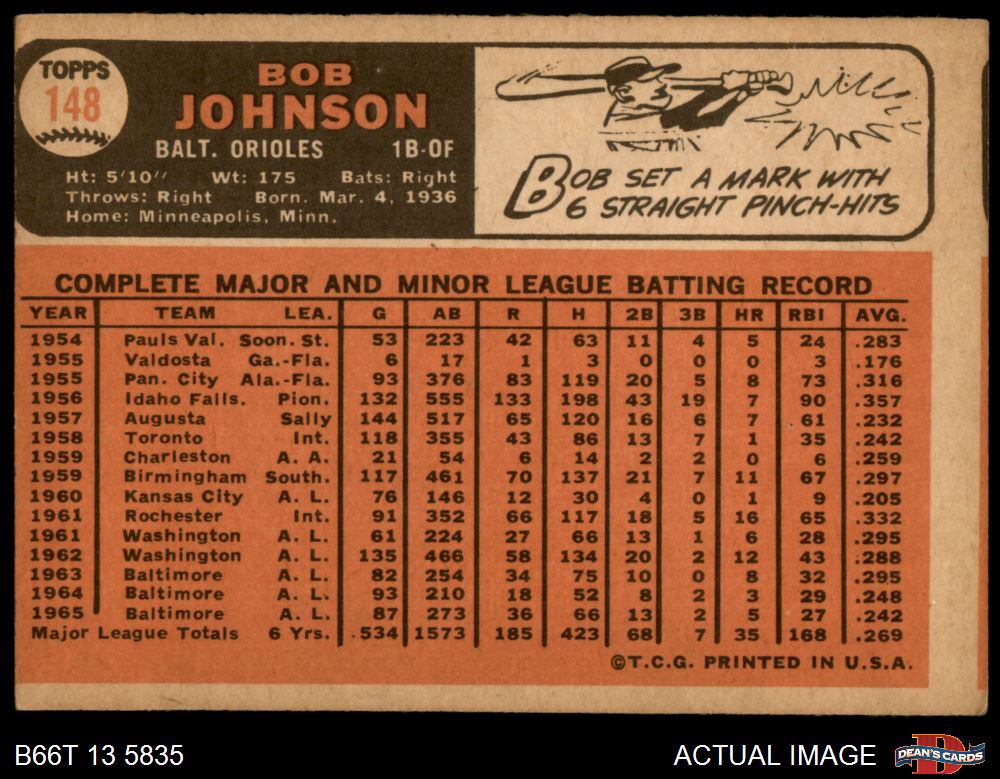 TOPPS
148
BOB
JOHNSON
BALT. ORIOLES 1B-OF
Ht: 5'10" Wt: 175 Bats: Right
Throws: Right Born. Mar. 4, 1936
Home: Minneapolis, Minn.
BOB SET A MARK WITH
6 STRAIGHT PINCH-HITS
COMPLETE MAJOR AND MINOR LEAGUE BATTING RECORD
YEAR TEAM LEA. G AB R H 2B 3B HR RBI AVG.
1954 Pauls Val. Soon. St. 53 223 42 63 11 4 5 24 .283
1955 Valdosta Ga.-Fla. 6 17 1 3 0 0 0 3 .176
1955 Pan. City Ala.-Fla. 93 376 83 119 20 5 8 73 .316
1956 Idaho Falls. Pion. 132 555 133 198 43 19 7 90 .357
1957 Augusta Sally 144 517 65 120 16 6 7 61 .232
1958 Toronto Int. 118 355 43 86 13 7 1 35 .242
1959 Charleston A. A. 21 54 6 14 2 2 0 6 .259
1959 Birmingham South. 117 461 70 137 21 7 11 67 .297
1960 Kansas City A. L. 76 146 12 30 4 0 1 9 .205
1961 Rochester Int. 91 352 66 117 18 5 16 65 .332
1961 Washington A. L. 61 224 27 66 13 1 6 28 .295
1962 Washington A. L. 135 466 58 134 20 2 12 43 .288
1963 Baltimore A. L. 82 254 34 75 10 0 8 32 .295
1964 Baltimore A. L. 93 210 18 52 8 2 3 29 .248
1965 Baltimore A. L. 87 273 36 66 13 2 5 27 .242
Major League Totals 6 Yrs. 534 1573 185 423 68 7 35 168 .269
©T.C.G. PRINTED IN U.S.A.
B66T 13 5835
ACTUAL IMAGE
DEAN'S CARDS